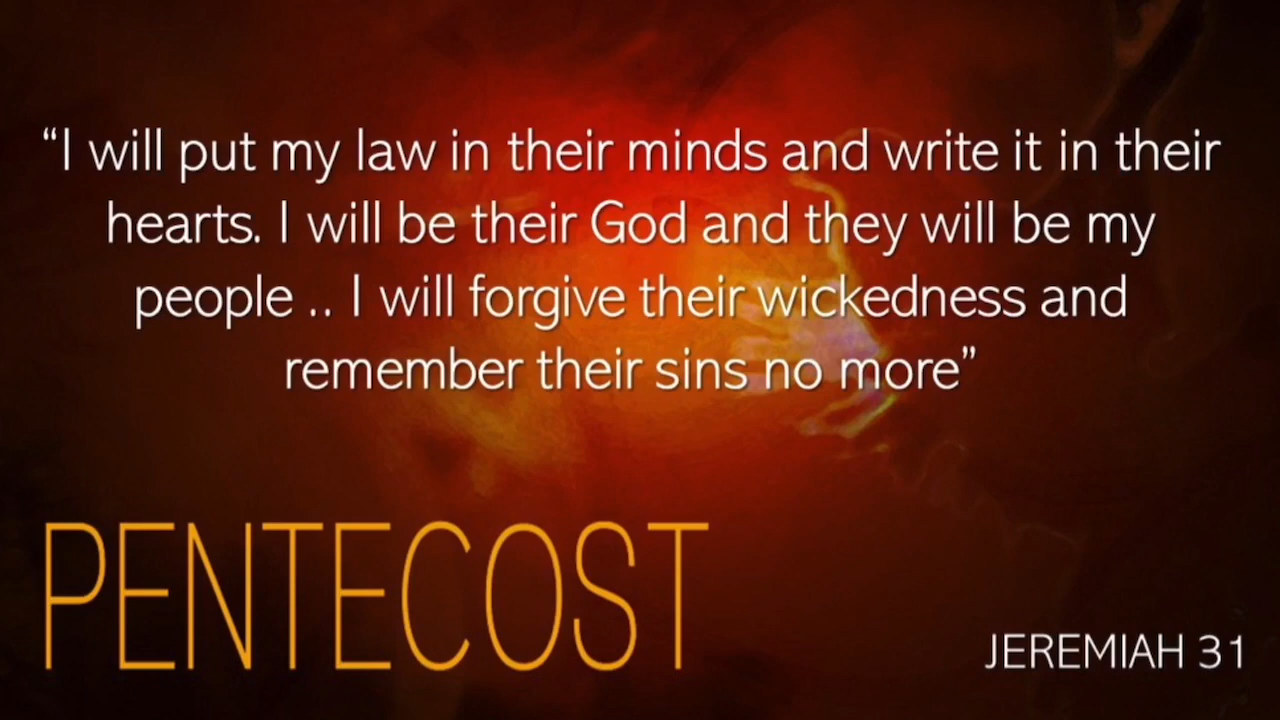 “I will put my law in their minds and write it in their
hearts. I will be their God and they will be my
people .. I will forgive their wickedness and
remember their sins no more”
PENTECOST
JEREMIAH 31